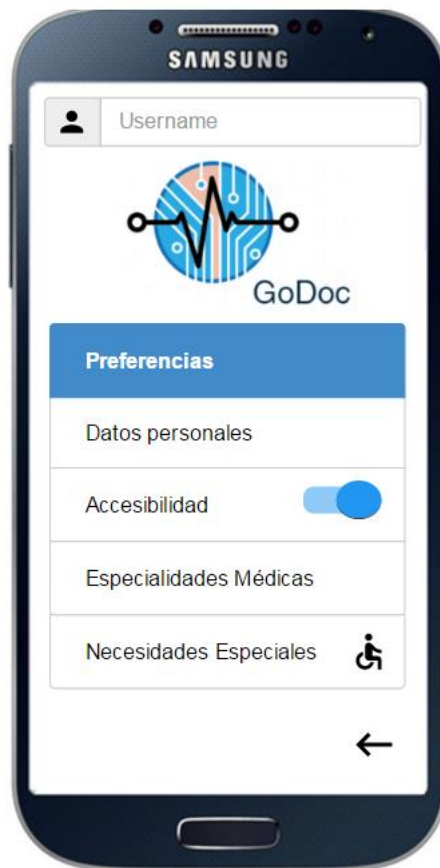 SAMSUNG
Username
GoDoc
Preferencias
Datos personales
Accesibilidad
Especialidades Médicas
Necesidades Especiales